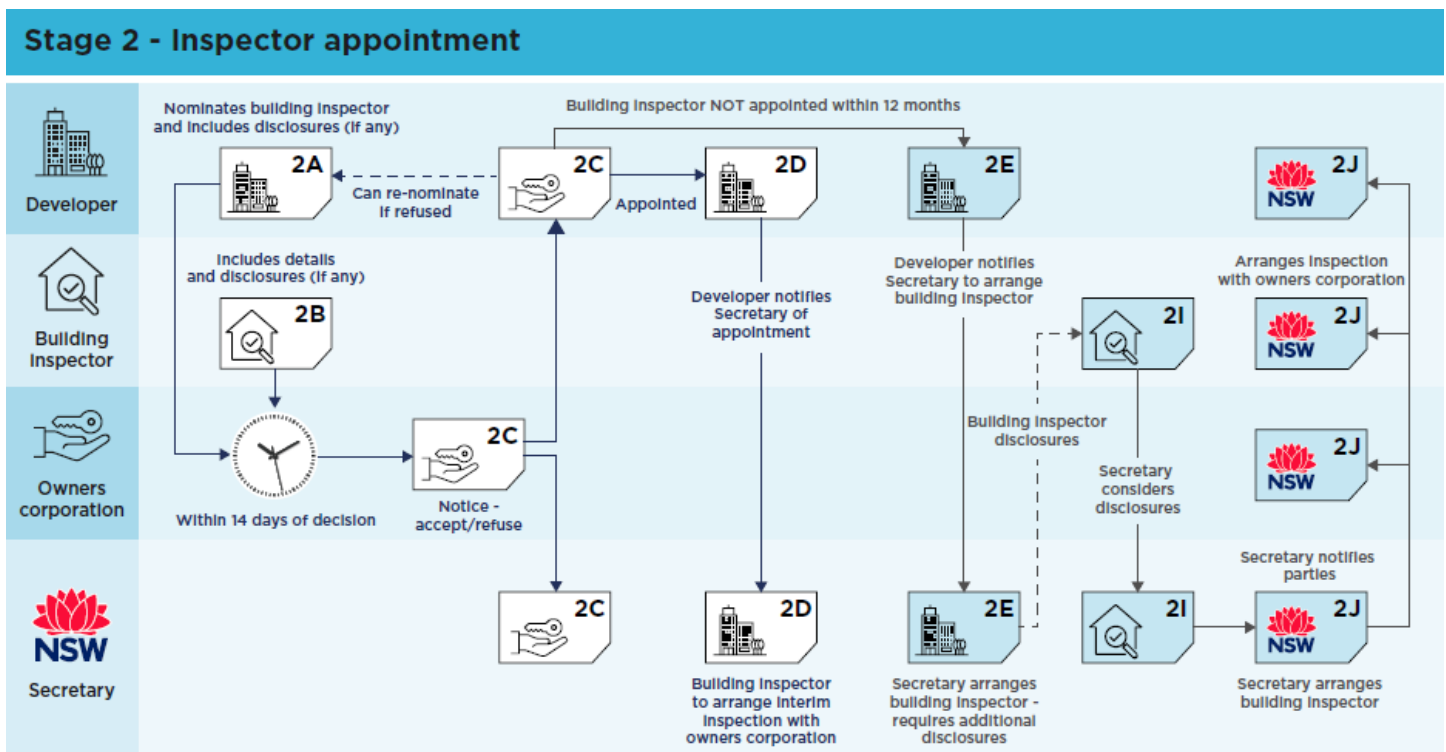 Stage 2 - Inspector appointment
Developer
Nominates building inspector
and includes disclosures (if any)
2A
Can re-nominate
if refused
Building inspector NOT appointed within 12 months
2C
Appointed
2D
2E
NSW
2J
Building
Inspector
Includes details
and disclosures (if any)
2B
Developer notifies
Secretary of
appointment
Developer notifies
Secretary to arrange
building inspector
2I
Arranges inspection
with owners corporation
NSW
2J
Owners
corporation
Within 14 days of decision
2C
Notice -
accept/refuse
Building inspector
disclosures
Secretary
considers
disclosures
NSW
2J
NSW
Secretary
2C
2D
Building inspector
to arrange interim
inspection with
owners corporation
2E
Secretary arranges
building inspector -
requires additional
disclosures
2I
Secretary notifies
parties
NSW
2J
Secretary arranges
building inspector